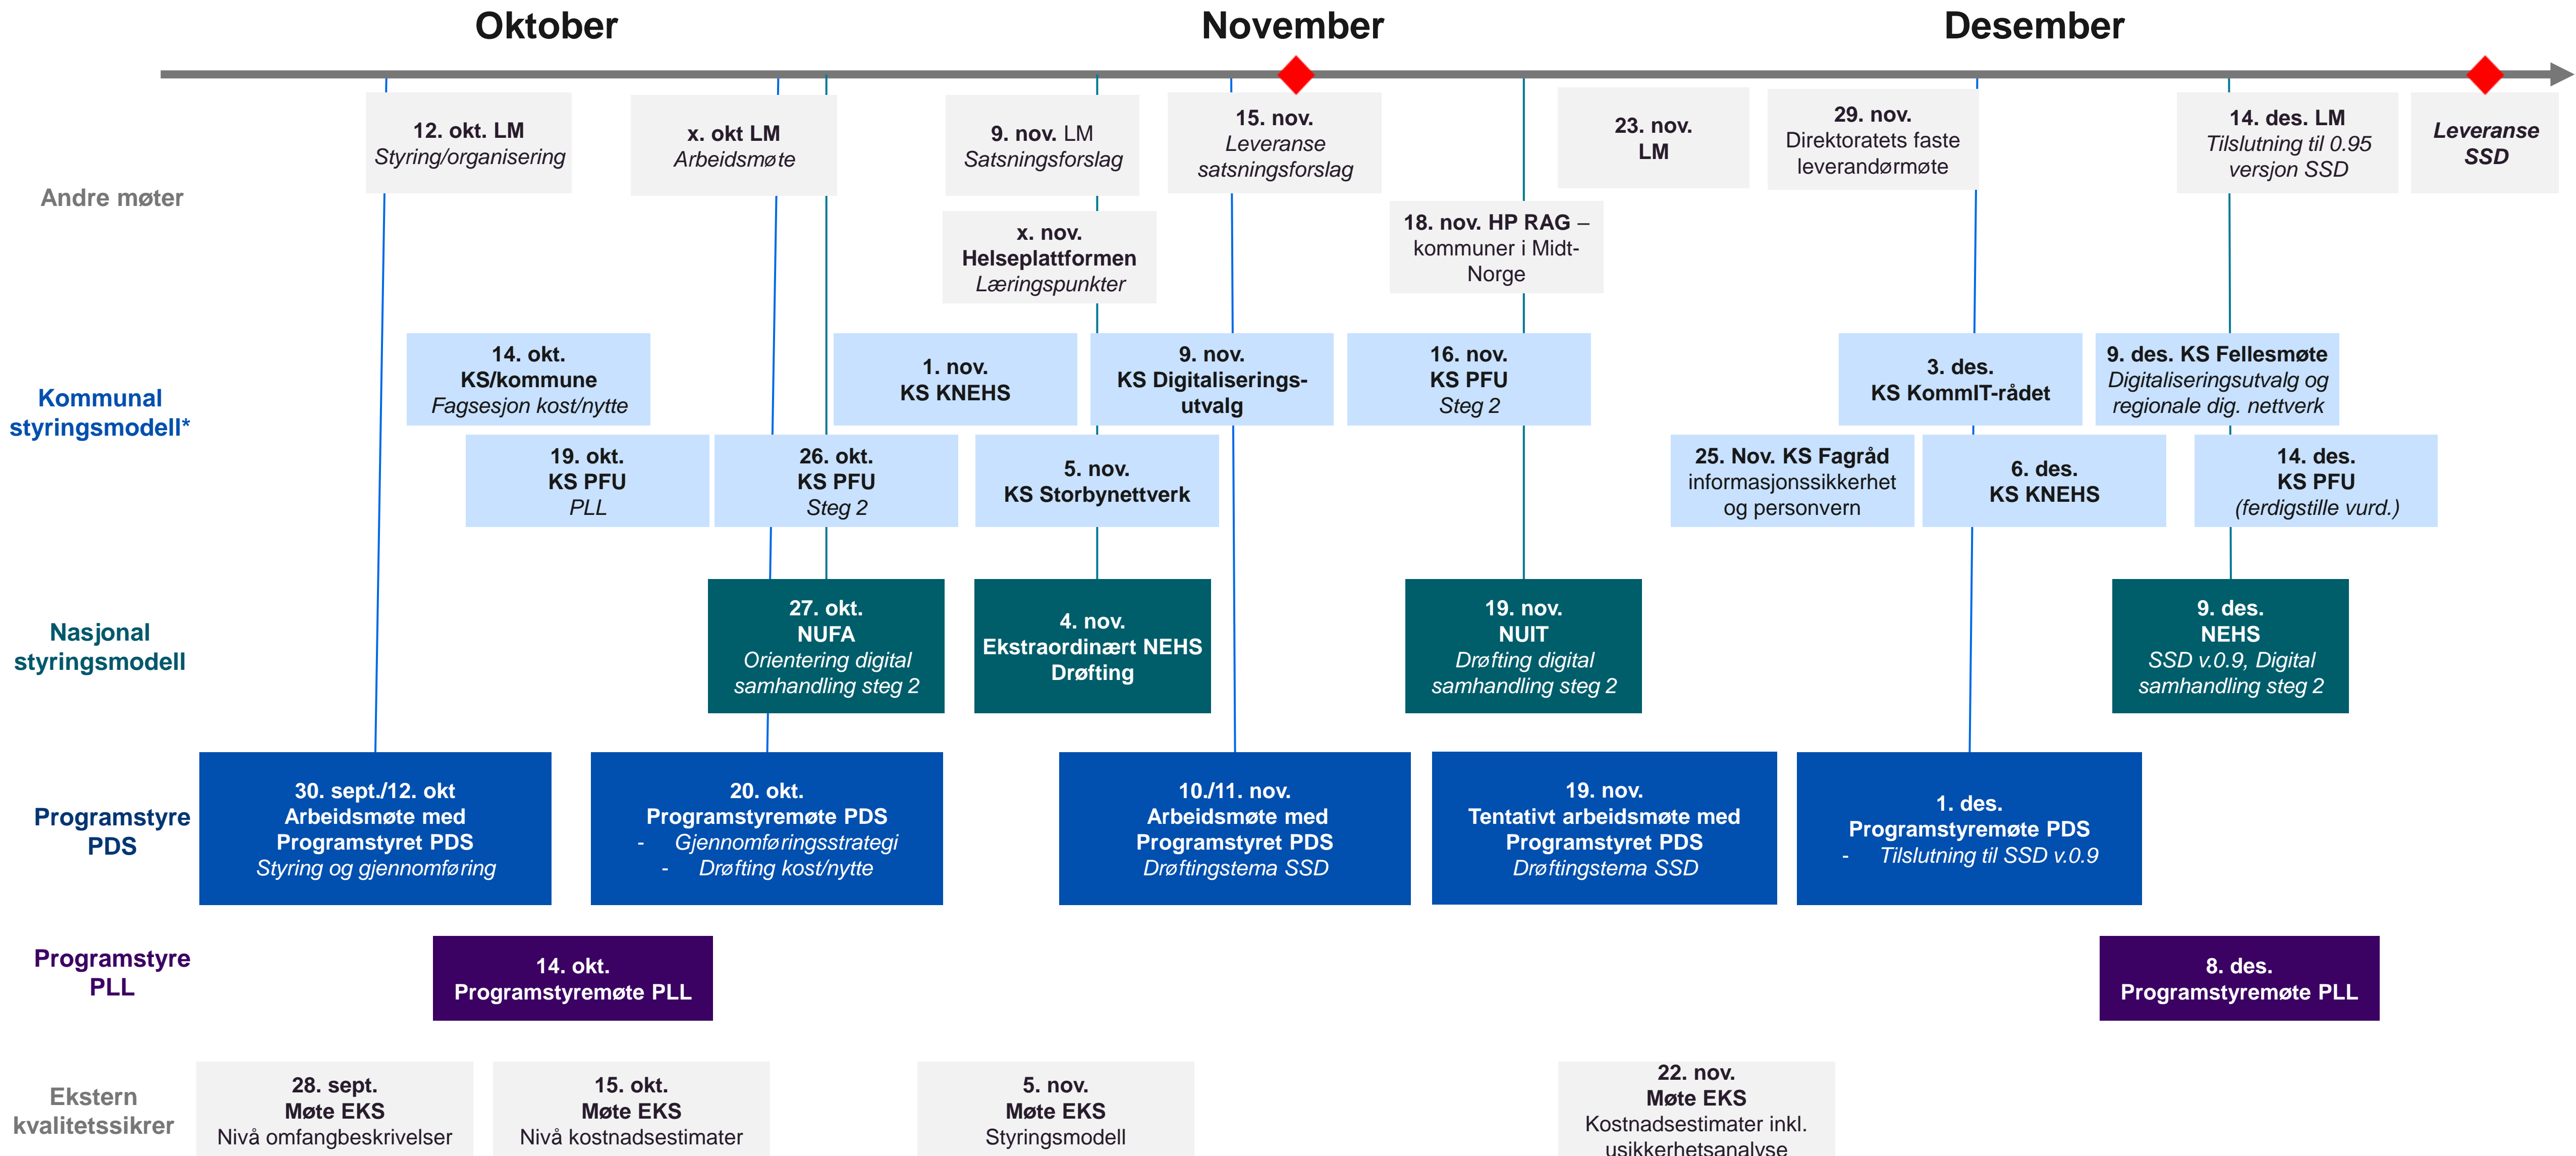 Oktober
November
Desember
Andre møter
12. okt. LM
Styring/organisering
x. okt LM
Arbeidsmøte
9. nov. LM
Satsningsforslag
15. nov.
Leveranse
satsningsforslag
23. nov.
LM
29. nov.
Direktoratets faste
leverandørmøte
14. des. LM
Tilslutning til 0.95
versjon SSD
Leveranse
SSD
x. nov.
Helseplattformen
Læringspunkter
18. nov. HP RAG –
kommuner i Midt-
Norge
Kommunal
styringsmodell*
14. okt.
KS/kommune
Fagsesjon kost/nytte
1. nov.
KS KNEHS
9. nov.
KS Digitaliserings-
utvalg
16. nov.
KS PFU
Steg 2
3. des.
KS KommIT-rådet
9. des. KS Fellesmøte
Digitaliseringsutvalg og
regionale dig. nettverk
19. okt.
KS PFU
PLL
26. okt.
KS PFU
Steg 2
5. nov.
KS Storbynettverk
25. Nov. KS Fagråd
informasjonssikkerhet
og personvern
6. des.
KS KNEHS
14. des.
KS PFU
(ferdigstille vurd.)
Nasjonal
styringsmodell
27. okt.
NUFA
Orientering digital
samhandling steg 2
4. nov.
Ekstraordinært NEHS
Drøfting
19. nov.
NUIT
Drøfting digital
samhandling steg 2
9. des.
NEHS
SSD v.0.9, Digital
samhandling steg 2
Programstyre
PDS
30. sept./12. okt
Arbeidsmøte med
Programstyret PDS
Styring og gjennomføring
20. okt.
Programstyremøte PDS
- Gjennomføringsstrategi
- Drøfting kost/nytte
10./11. nov.
Arbeidsmøte med
Programstyret PDS
Drøftingstema SSD
19. nov.
Tentativt arbeidsmøte med
Programstyret PDS
Drøftingstema SSD
1. des.
Programstyremøte PDS
- Tilslutning til SSD v.0.9
Programstyre
PLL
14. okt.
Programstyremøte PLL
8. des.
Programstyremøte PLL
Ekstern
kvalitetssikrer
28. sept.
Møte EKS
Nivå omfangbeskrivelser
15. okt.
Møte EKS
Nivå kostnadsestimater
5. nov.
Møte EKS
Styringsmodell
22. nov.
Møte EKS
Kostnadsestimater inkl.
usikkerhetsanalyse